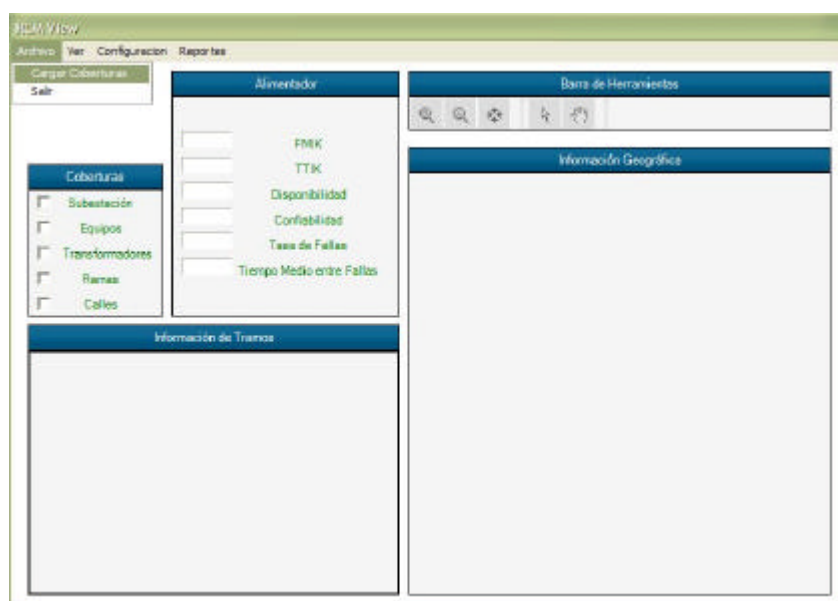 View
Archivo Ver Configuracion Reportes
Cargar Coberturas
Salir
Alimentador
FMIK
TTIK
Disponibilidad
Confiabilidad
Tasa de Fallas
Tiempo Medio entre Fallas
Barra de Herramientas
Coberturas
Subestación
Equipos
Transformadores
Ramas
Calles
Información Geográfica
Información de Tramos